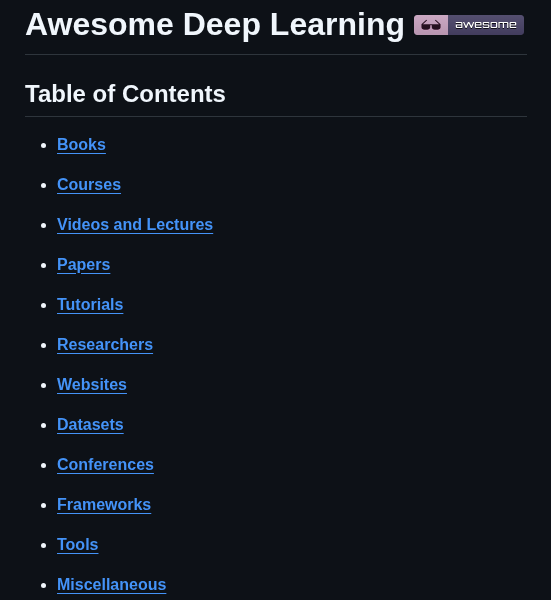 Awesome Deep Learning awesome
Table of Contents
Books
Courses
Videos and Lectures
Papers
Tutorials
Researchers
Websites
Datasets
Conferences
Frameworks
Tools
Miscellaneous